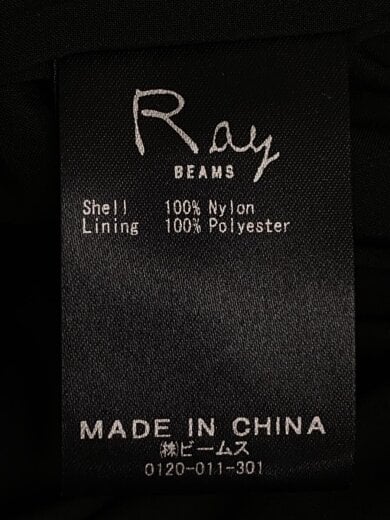 Ray
BEAMS
Shell 100% Nylon
Lining 100% Polyester
MADE IN CHINA
㈱ビームス
0120-011-301